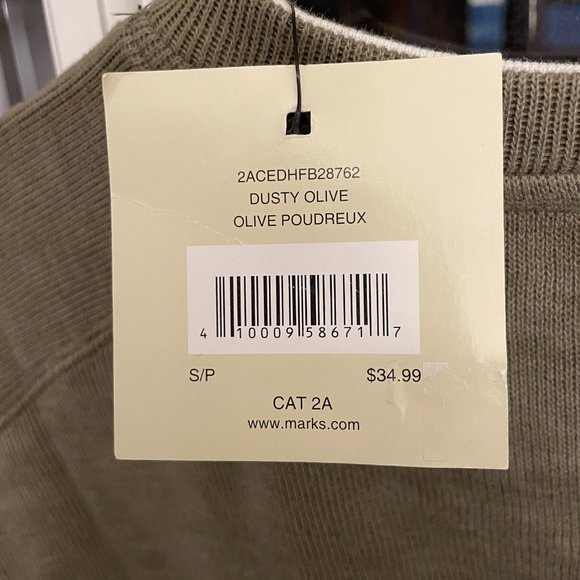 2ACEDHFB28762
DUSTY OLIVE
OLIVE POUDREUX
4 10009 58671 7
S/P $34.99
CAT 2A
www.marks.com